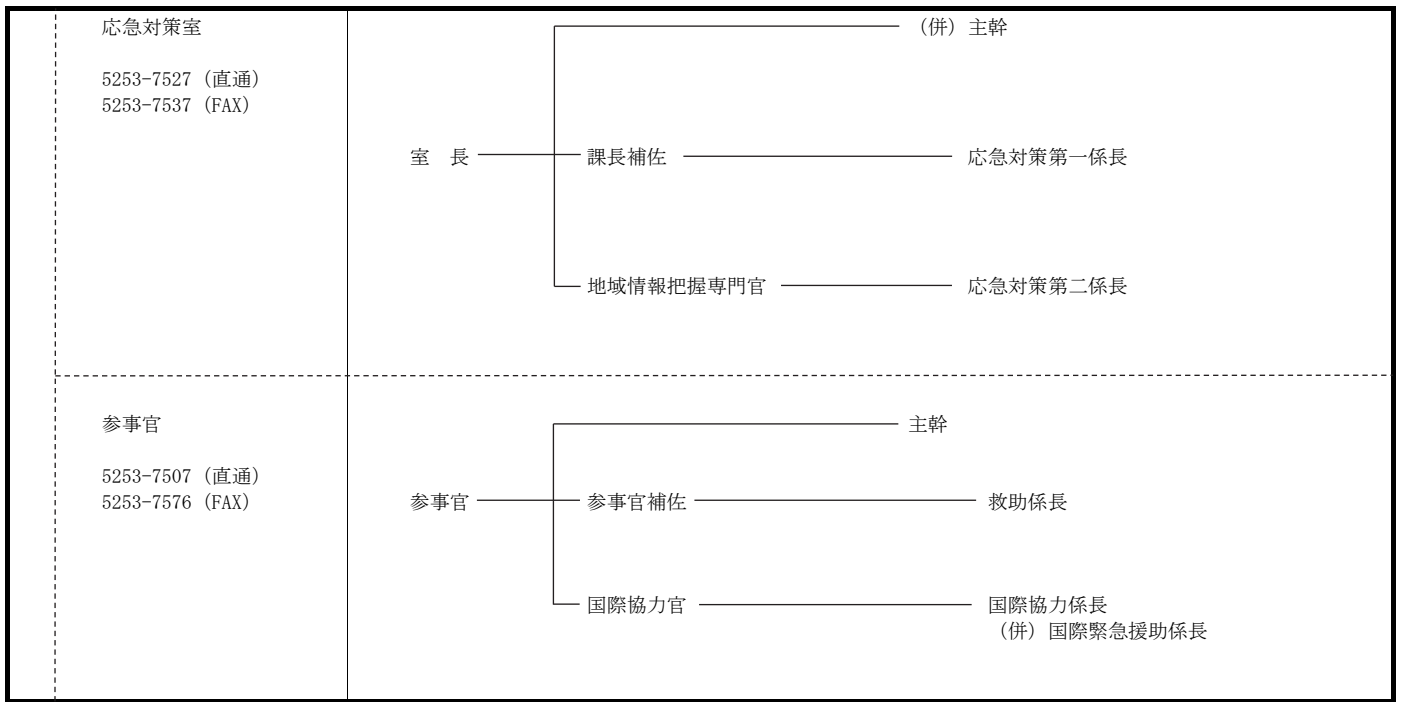 応急対策室
5253-7527（直通）
5253-7537（FAX）
（併）主幹
室　長
課長補佐
応急対策第一係長
地域情報把握専門官
応急対策第二係長
参事官
5253-7507（直通）
5253-7576（FAX）
主幹
参事官
参事官補佐
救助係長
国際協力官
国際協力係長
（併）国際緊急援助係長